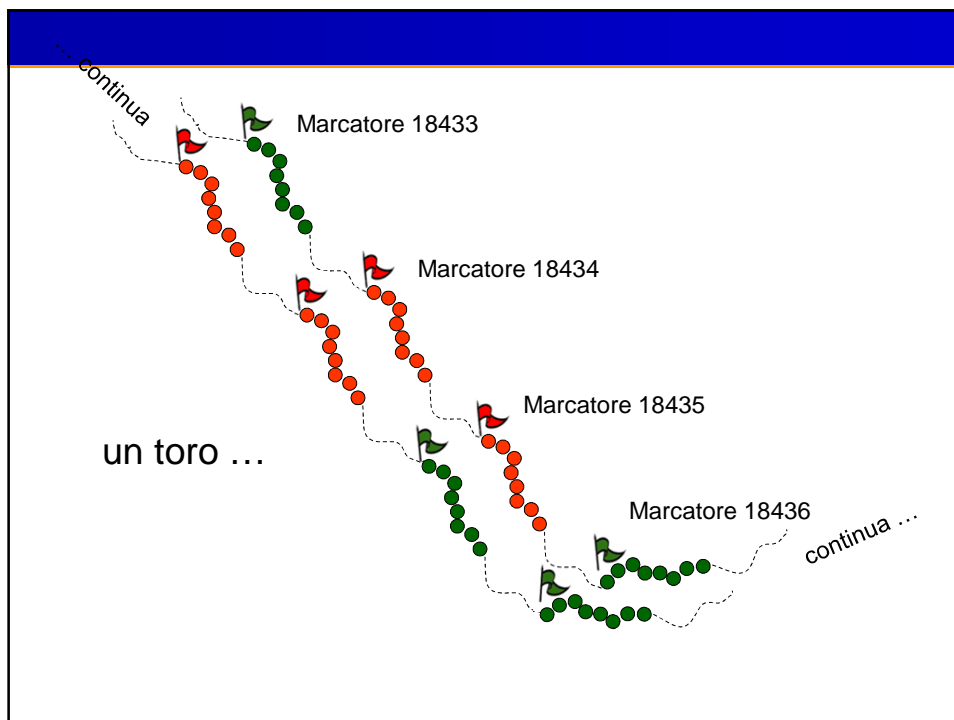 ... continua
Marcatore 18433
Marcatore 18434
Marcatore 18435
un toro ...
Marcatore 18436
continua ...